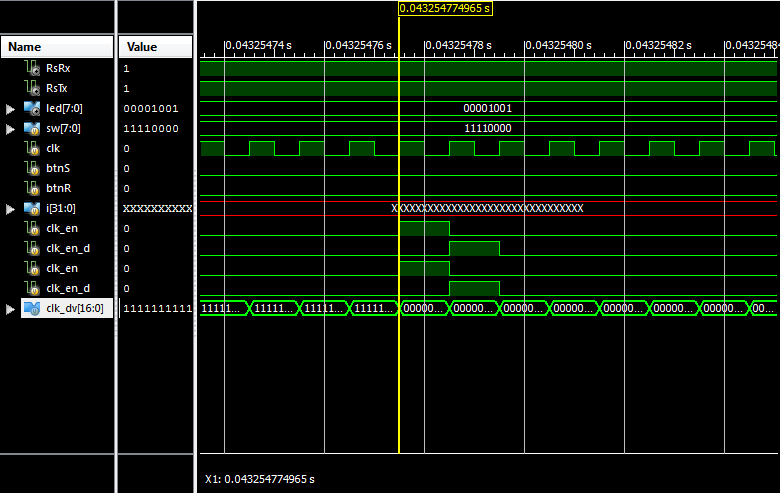 0.043254774965 s
Name Value
0.04325474 s 0.04325476 s 0.04325478 s 0.04325480 s 0.04325482 s 0.04325484
RsRx 1
RsTx 1
led[7:0] 00001001 00001001
sw[7:0] 11110000 11110000
clk 0
btnS 0
btnR 0
i[31:0] XXXXXXXXXX XXXXXXXXXXXXXXXXXXXXXXXXXXXXXXXX
clk_en 0
clk_en_d 0
clk_en 0
clk_en_d 0
clk_dv[16:0] 1111111111 11111... 11111... 11111... 11111... 00000... 00000... 00000... 00000... 00000... 00000... 00000... 00...
X1: 0.043254774965 s